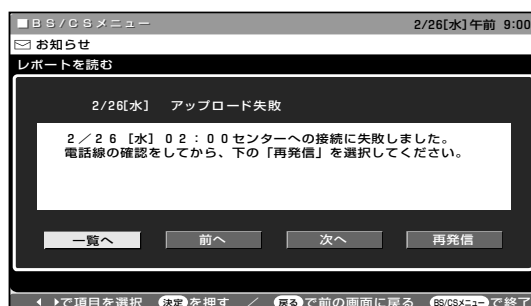 ■BS/CSメニュー 2/26[水]午前 9:00
お知らせ
レポートを読む
2/26[水] アップロード失敗
2／26 [水] 02：00センターへの接続に失敗しました。
電話線の確認をしてから、下の「再発信」を選択してください。
一覧へ 前へ 次へ 再発信
で項目を選択 決定を押す ／ 戻るで前の画面に戻る BS/CSメニューで終了